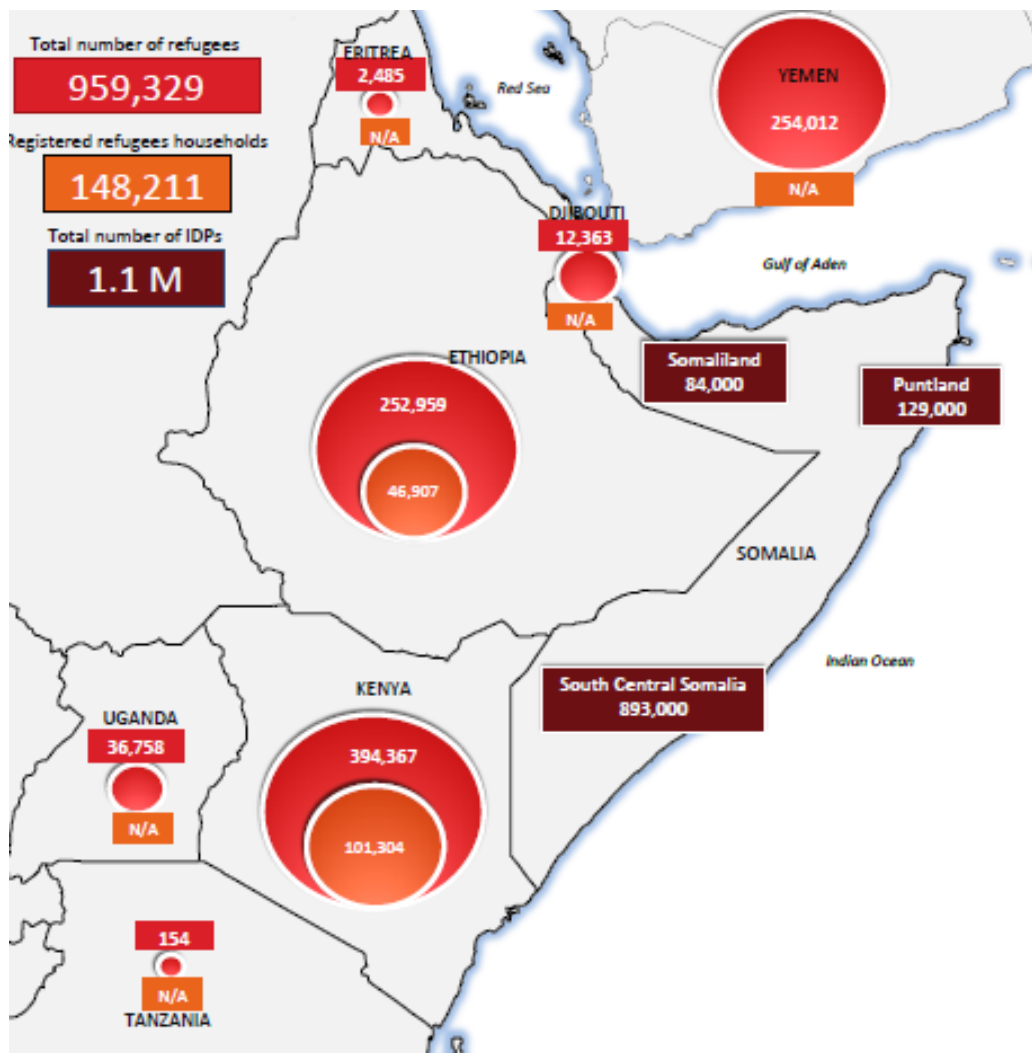 Total number of refugees
959,329
Registered refugees households
148,211
Total number of IDPs
1.1 M
ERITREA
2,485
N/A
Red Sea
YEMEN
254,012
N/A
DJIBOUTI
12,363
N/A
Gulf of Aden
ETHIOPIA
252,959
46,907
Somaliland
84,000
Puntland
129,000
SOMALIA
Indian Ocean
South Central Somalia
893,000
KENYA
394,367
101,304
UGANDA
36,758
N/A
154
N/A
TANZANIA